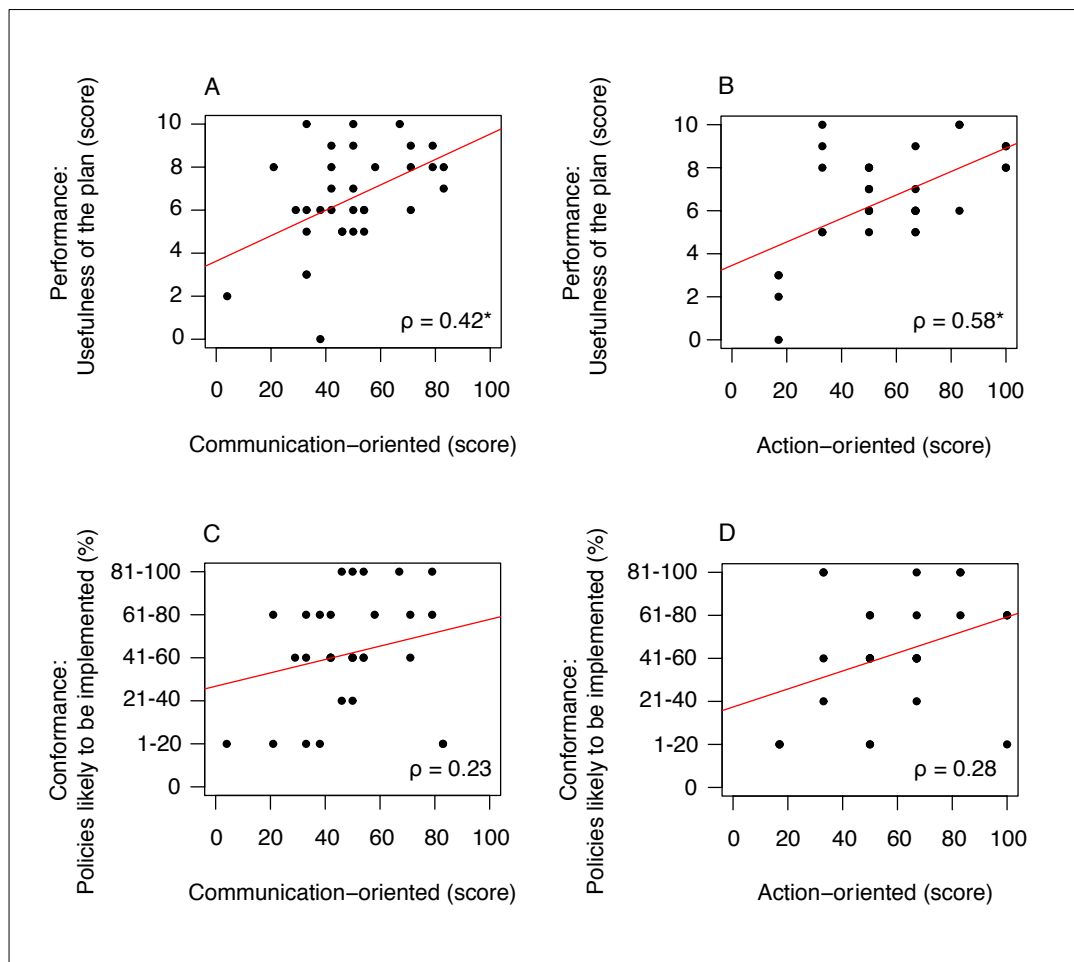 A
Performance:
Usefulness of the plan (score)
10
8
6
4
2
0
ρ = 0.42*
0 20 40 60 80 100
Communication−oriented (score)
B
Performance:
Usefulness of the plan (score)
10
8
6
4
2
0
ρ = 0.58*
0 20 40 60 80 100
Action−oriented (score)
C
Conformance:
Policies likely to be implemented (%)
81-100
61-80
41-60
21-40
1-20
0
ρ = 0.23
0 20 40 60 80 100
Communication−oriented (score)
D
Conformance:
Policies likely to be implemented (%)
81-100
61-80
41-60
21-40
1-20
0
ρ = 0.28
0 20 40 60 80 100
Action−oriented (score)